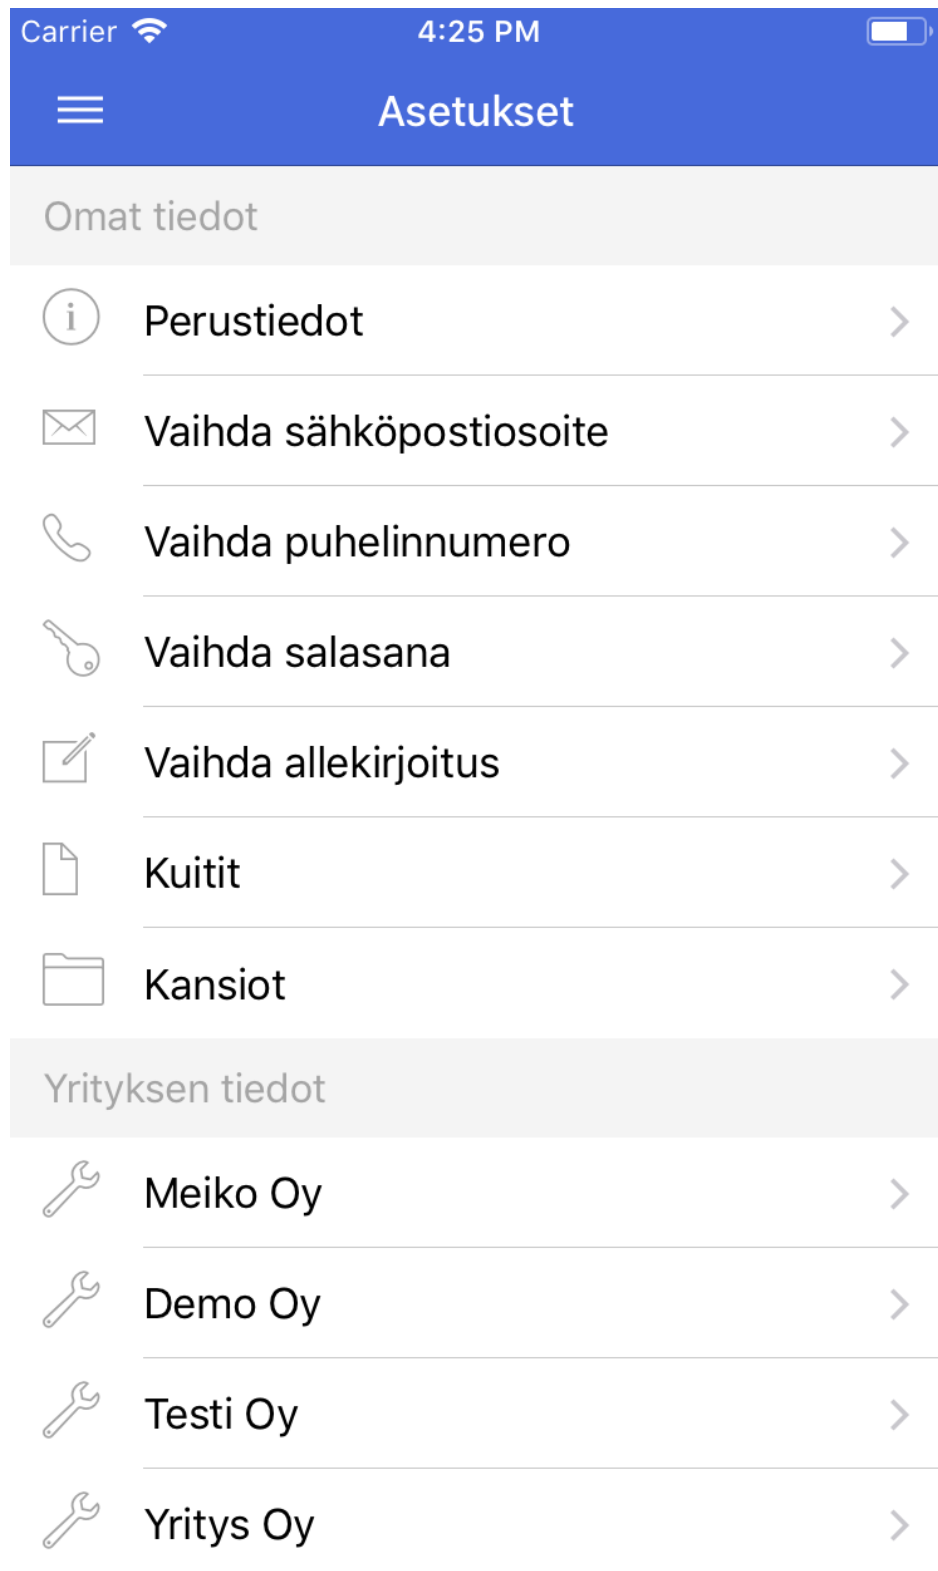 Carrier 4:25 PM
Asetukset
Omat tiedot
Perustiedot
Vaihda sähköpostiosoite
Vaihda puhelinnumero
Vaihda salasana
Vaihda allekirjoitus
Kuitit
Kansiot
Yrityksen tiedot
Meiko Oy
Demo Oy
Testi Oy
Yritys Oy